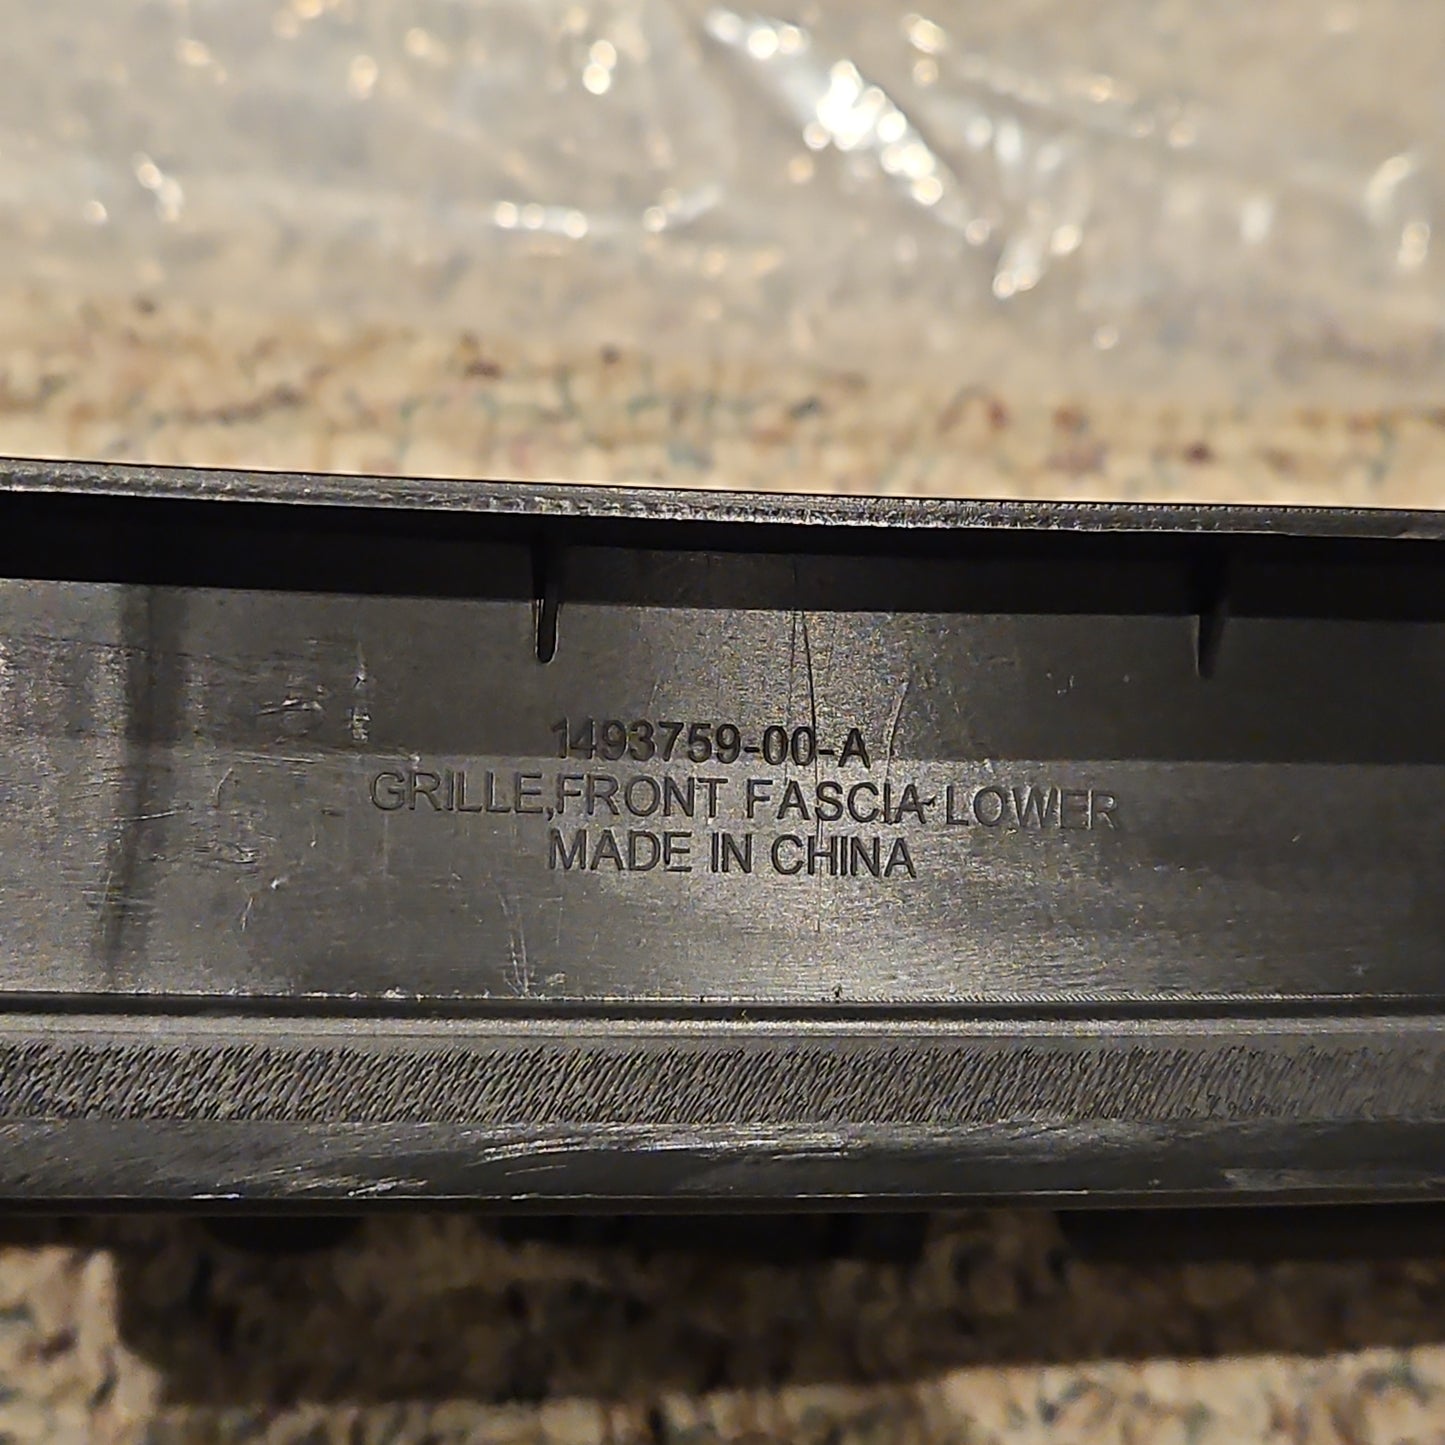 1493759-00-A
GRILLE,FRONT FASCIA-LOWER
MADE IN CHINA